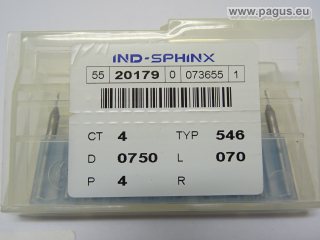 www.pagus.eu
IND-SPHINX
55 20179 0 073655 1
CT 4 TYP 546
D 0750 L 070
P 4 R